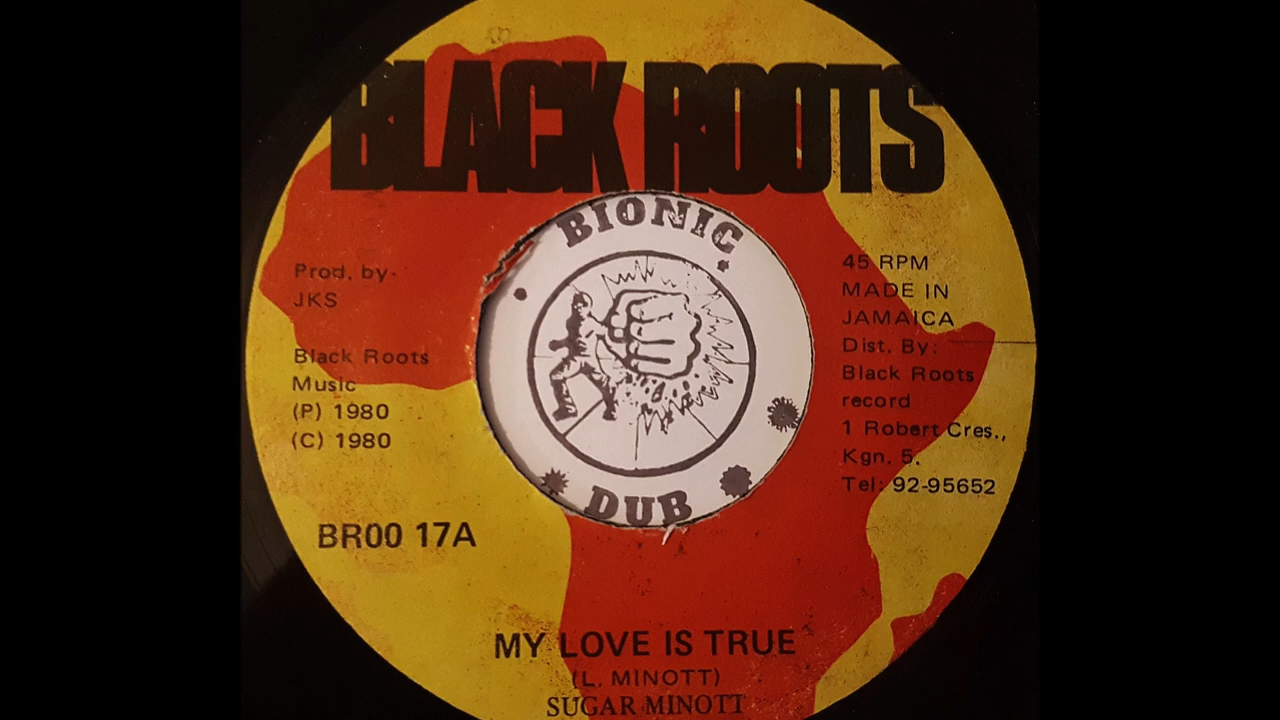 BLACK ROOTS
BIONIC
DUB
Prod. by-
JKS
Black Roots
Music
(P) 1980
(C) 1980
BR00 17A
45 RPM
MADE IN
JAMAICA
Dist. By:
Black Roots
record
1 Robert Cres.,
Kgn. 5.
Tel: 92-95652
MY LOVE IS TRUE
(L. MINOTT)
SUGAR MINOTT